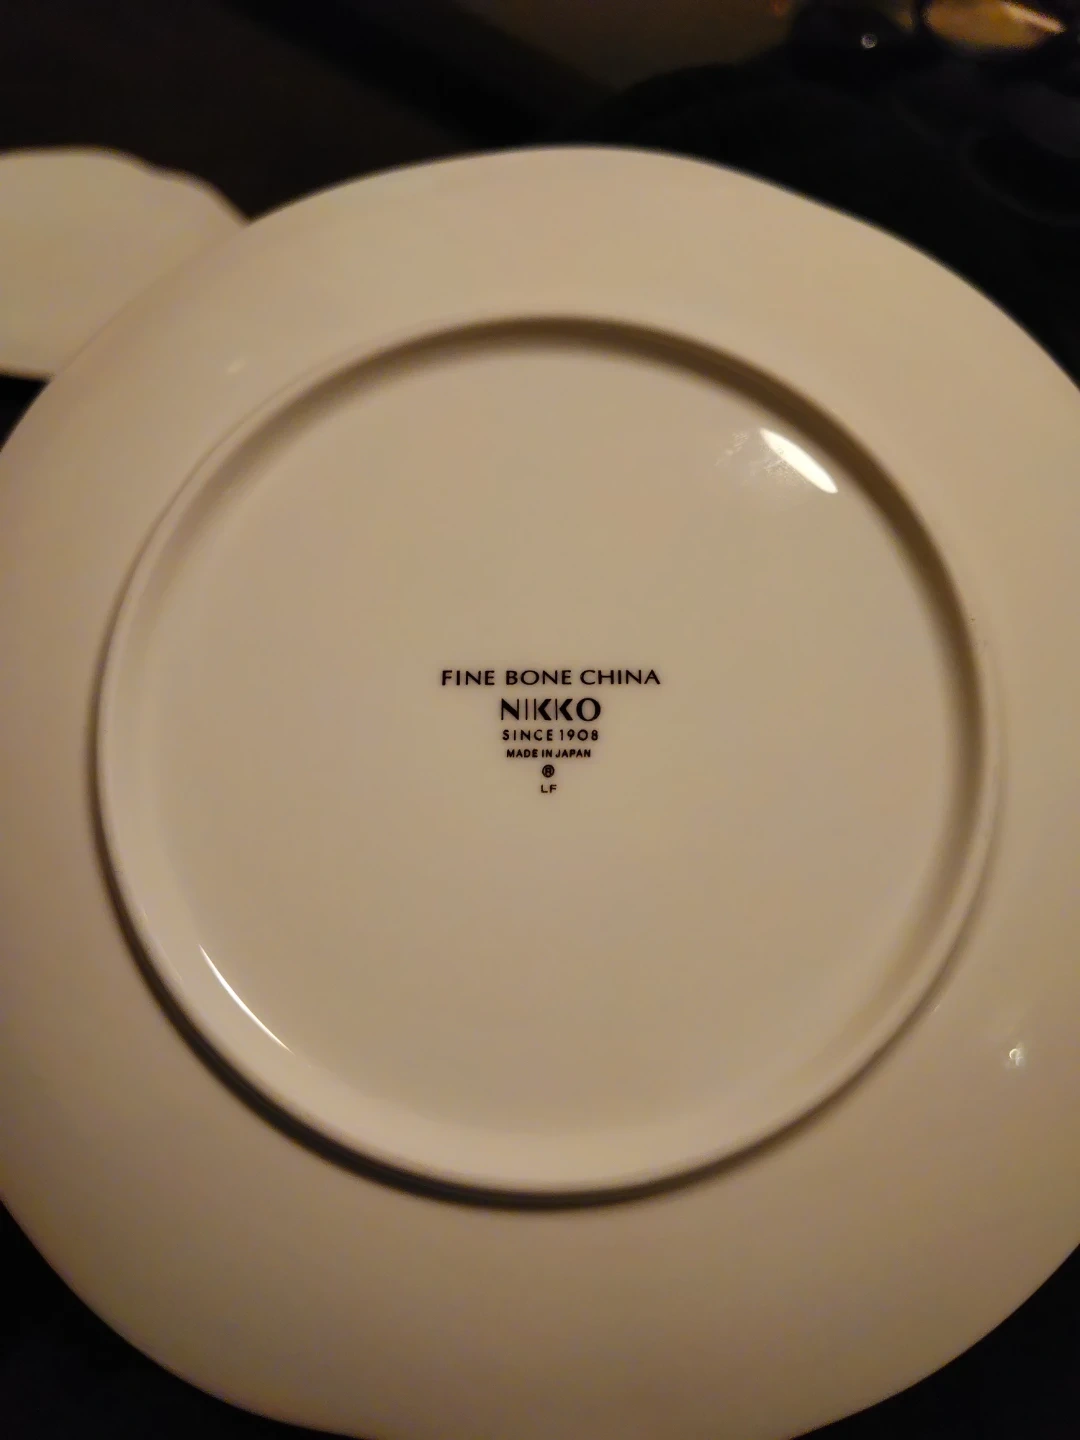 FINE BONE CHINA
NIKKO
SINCE 1908
MADE IN JAPAN
®
LF